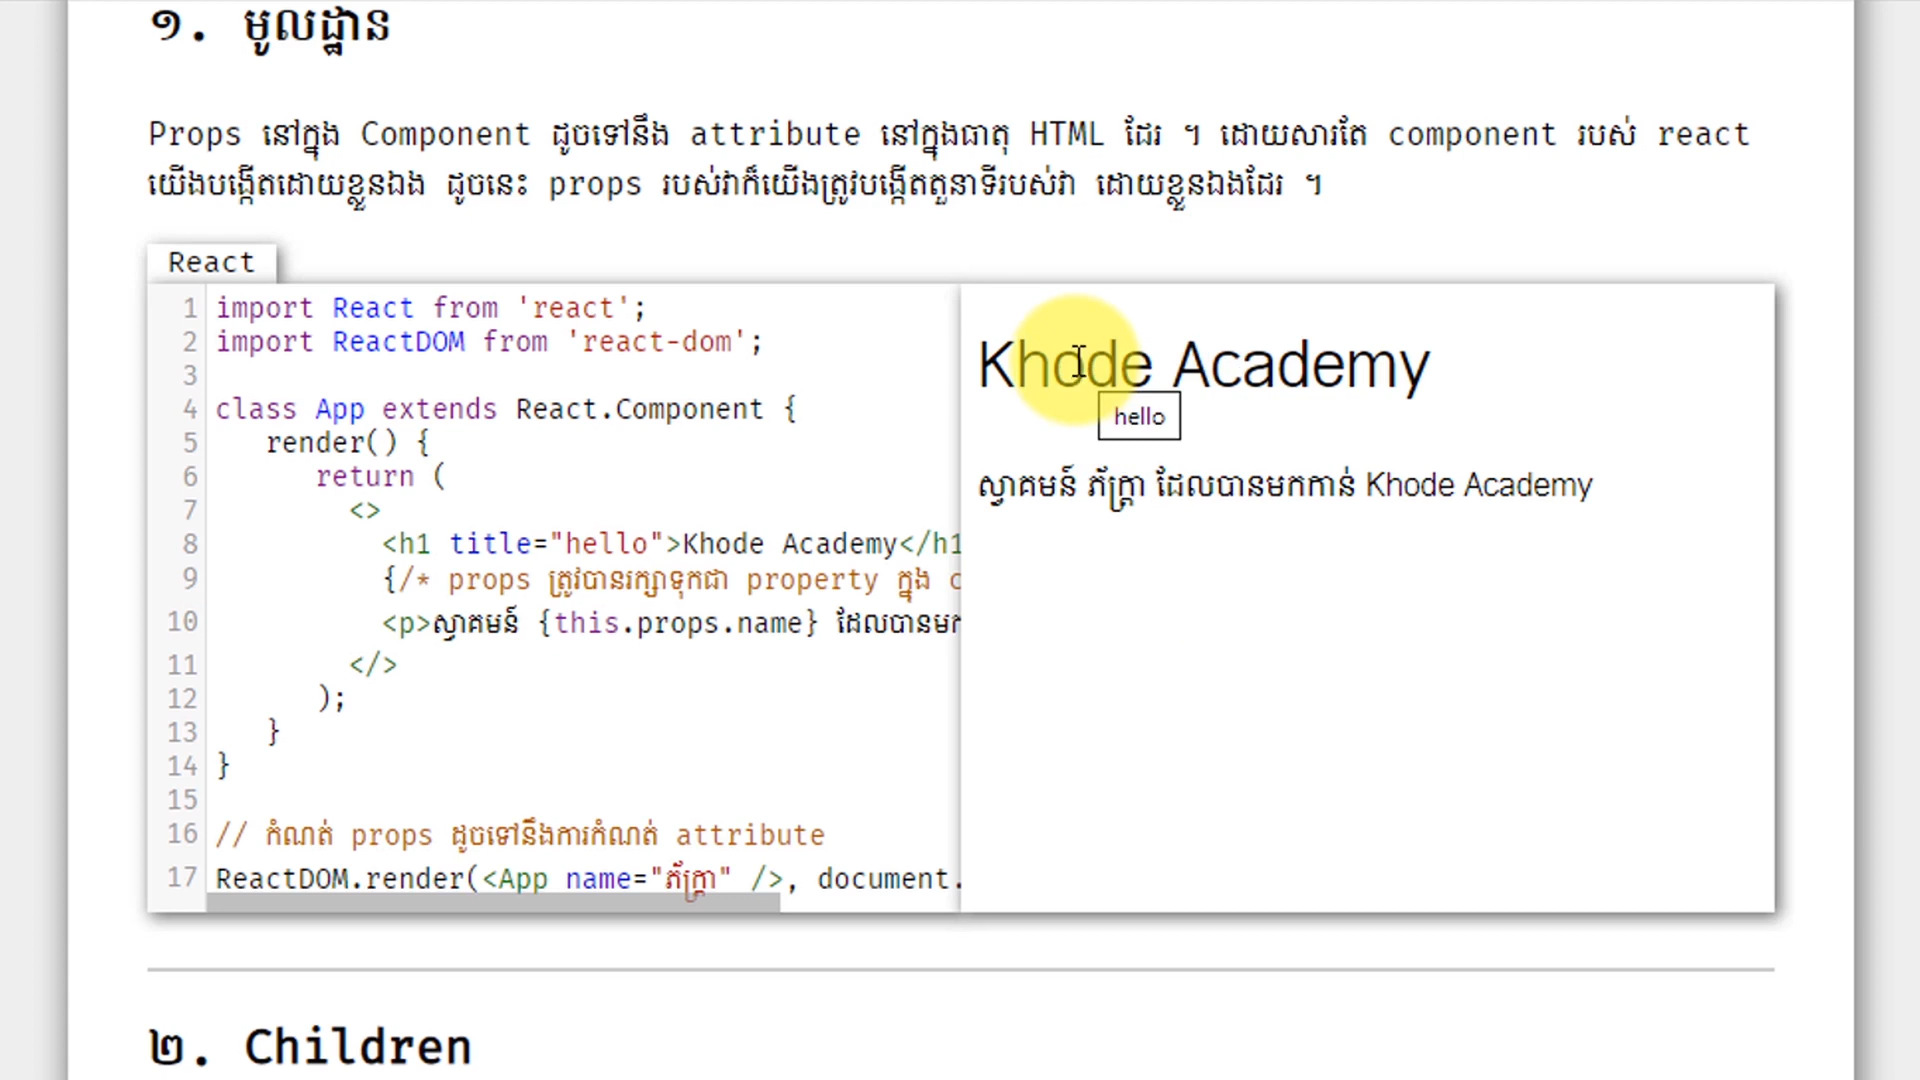 ១. មូលដ្ឋាន
Props នៅក្នុង Component ដូចទៅនឹង attribute នៅក្នុងធាតុ HTML ដែរ ។ ដោយសារតែ component របស់ react
យើងបង្កើតដោយខ្លួនឯង ដូចនេះ props របស់វាក៏យើងត្រូវបង្កើតតួនាទីរបស់វា ដោយខ្លួនឯងដែរ ។
React
1 import React from 'react';
2 import ReactDOM from 'react-dom';
3
4 class App extends React.Component {
5 render() {
6 return (
7 <>
8 <h1 title="hello">Khode Academy</h1
9 {/* props ត្រូវបានរក្សាទុកជា property ក្នុង c
10 <p>ស្វាគមន៍ {this.props.name} ដែលបានមក
11 </>
12 );
13 }
14 }
15
16 // កំណត់ props ដូចទៅនឹងការកំណត់ attribute
17 ReactDOM.render(<App name="ភ័ក្ត្រា" />, document.
Khode Academy
hello
ស្វាគមន៍ ភ័ក្ត្រា ដែលបានមកកាន់ Khode Academy
២. Children